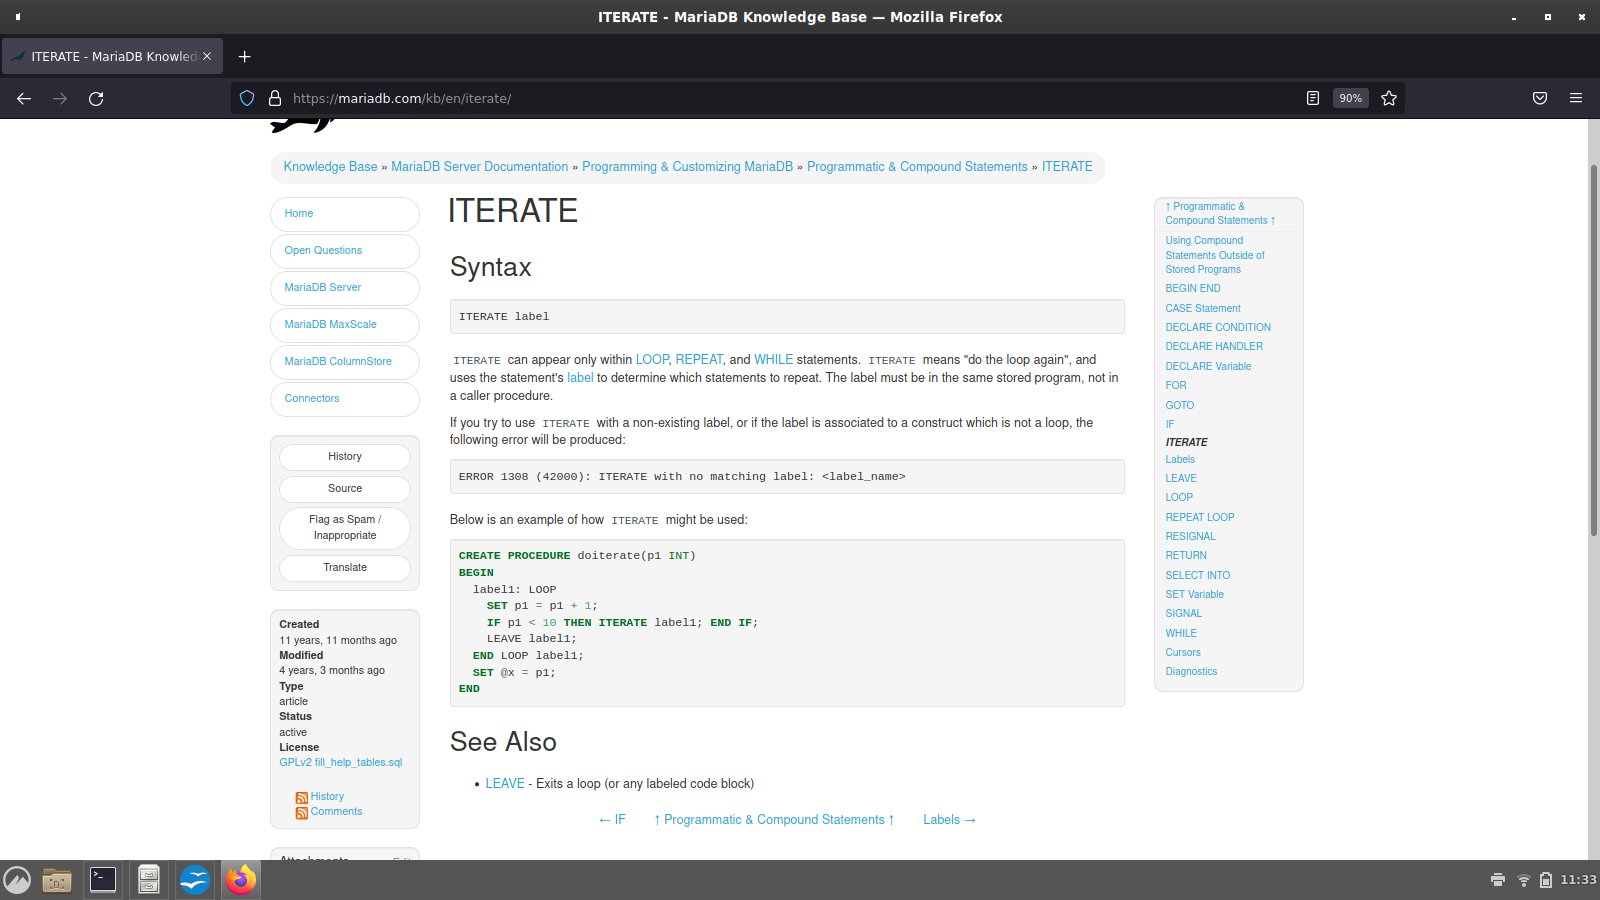 ITERATE - MariaDB Knowledge Base — Mozilla Firefox
ITERATE - MariaDB Knowled
https://mariadb.com/kb/en/iterate/
90%
Knowledge Base » MariaDB Server Documentation » Programming & Customizing MariaDB » Programmatic & Compound Statements » ITERATE
Home
Open Questions
MariaDB Server
MariaDB MaxScale
MariaDB ColumnStore
Connectors
History
Source
Flag as Spam /
Inappropriate
Translate
Created
11 years, 11 months ago
Modified
4 years, 3 months ago
Type
article
Status
active
License
GPLv2 fill_help_tables.sql
History
Comments
Attachments
Edit
ITERATE
Syntax
ITERATE label
ITERATE can appear only within LOOP, REPEAT, and WHILE statements. ITERATE means "do the loop again", and
uses the statement's label to determine which statements to repeat. The label must be in the same stored program, not in
a caller procedure.
If you try to use ITERATE with a non-existing label, or if the label is associated to a construct which is not a loop, the
following error will be produced:
ERROR 1308 (42000): ITERATE with no matching label: <label_name>
Below is an example of how ITERATE might be used:
CREATE PROCEDURE doiterate(p1 INT)
BEGIN
  label1: LOOP
    SET p1 = p1 + 1;
    IF p1 < 10 THEN ITERATE label1; END IF;
    LEAVE label1;
  END LOOP label1;
  SET @x = p1;
END
See Also
• LEAVE - Exits a loop (or any labeled code block)
← IF
↑ Programmatic & Compound Statements ↑
Labels →
↑ Programmatic &
Compound Statements ↑
Using Compound
Statements Outside of
Stored Programs
BEGIN END
CASE Statement
DECLARE CONDITION
DECLARE HANDLER
DECLARE Variable
FOR
GOTO
IF
ITERATE
Labels
LEAVE
LOOP
REPEAT LOOP
RESIGNAL
RETURN
SELECT INTO
SET Variable
SIGNAL
WHILE
Cursors
Diagnostics
11:33